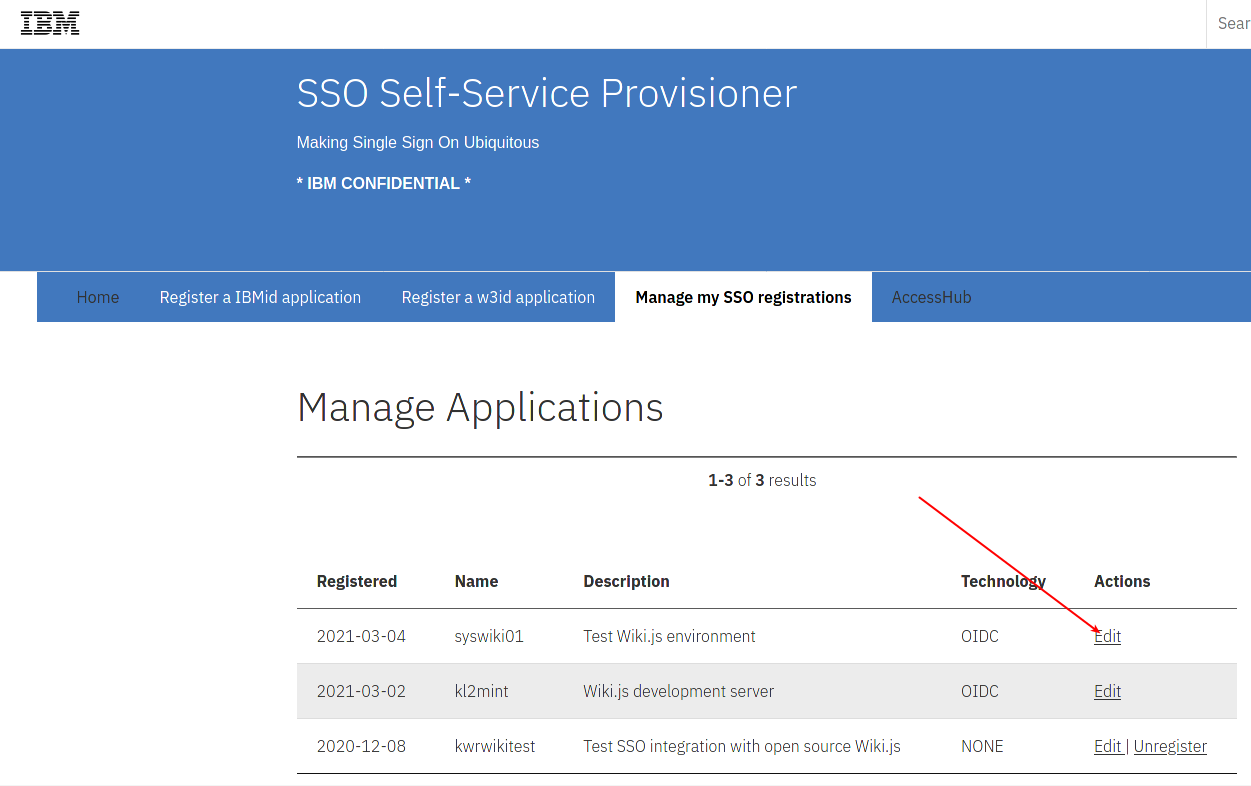 IBM
Sear
SSO Self-Service Provisioner
Making Single Sign On Ubiquitous
* IBM CONFIDENTIAL *
Home Register a IBMid application Register a w3id application Manage my SSO registrations AccessHub
Manage Applications
1-3 of 3 results
Registered Name Description Technology Actions
2021-03-04 syswiki01 Test Wiki.js environment OIDC Edit
2021-03-02 kl2mint Wiki.js development server OIDC Edit
2020-12-08 kwrwikitest Test SSO integration with open source Wiki.js NONE Edit | Unregister